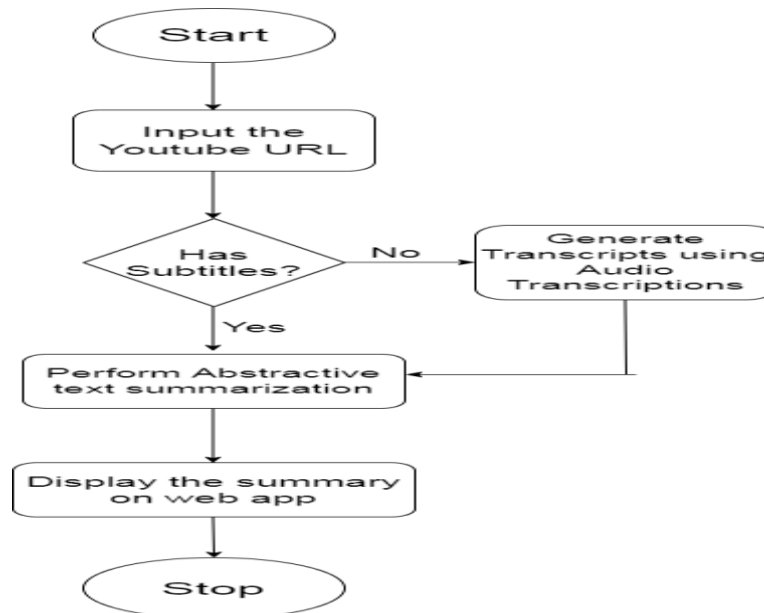 Start
Input the
Youtube URL
Has
Subtitles?
No
Generate
Transcripts using
Audio
Transcriptions
Yes
Perform Abstractive
text summarization
Display the summary
on web app
Stop